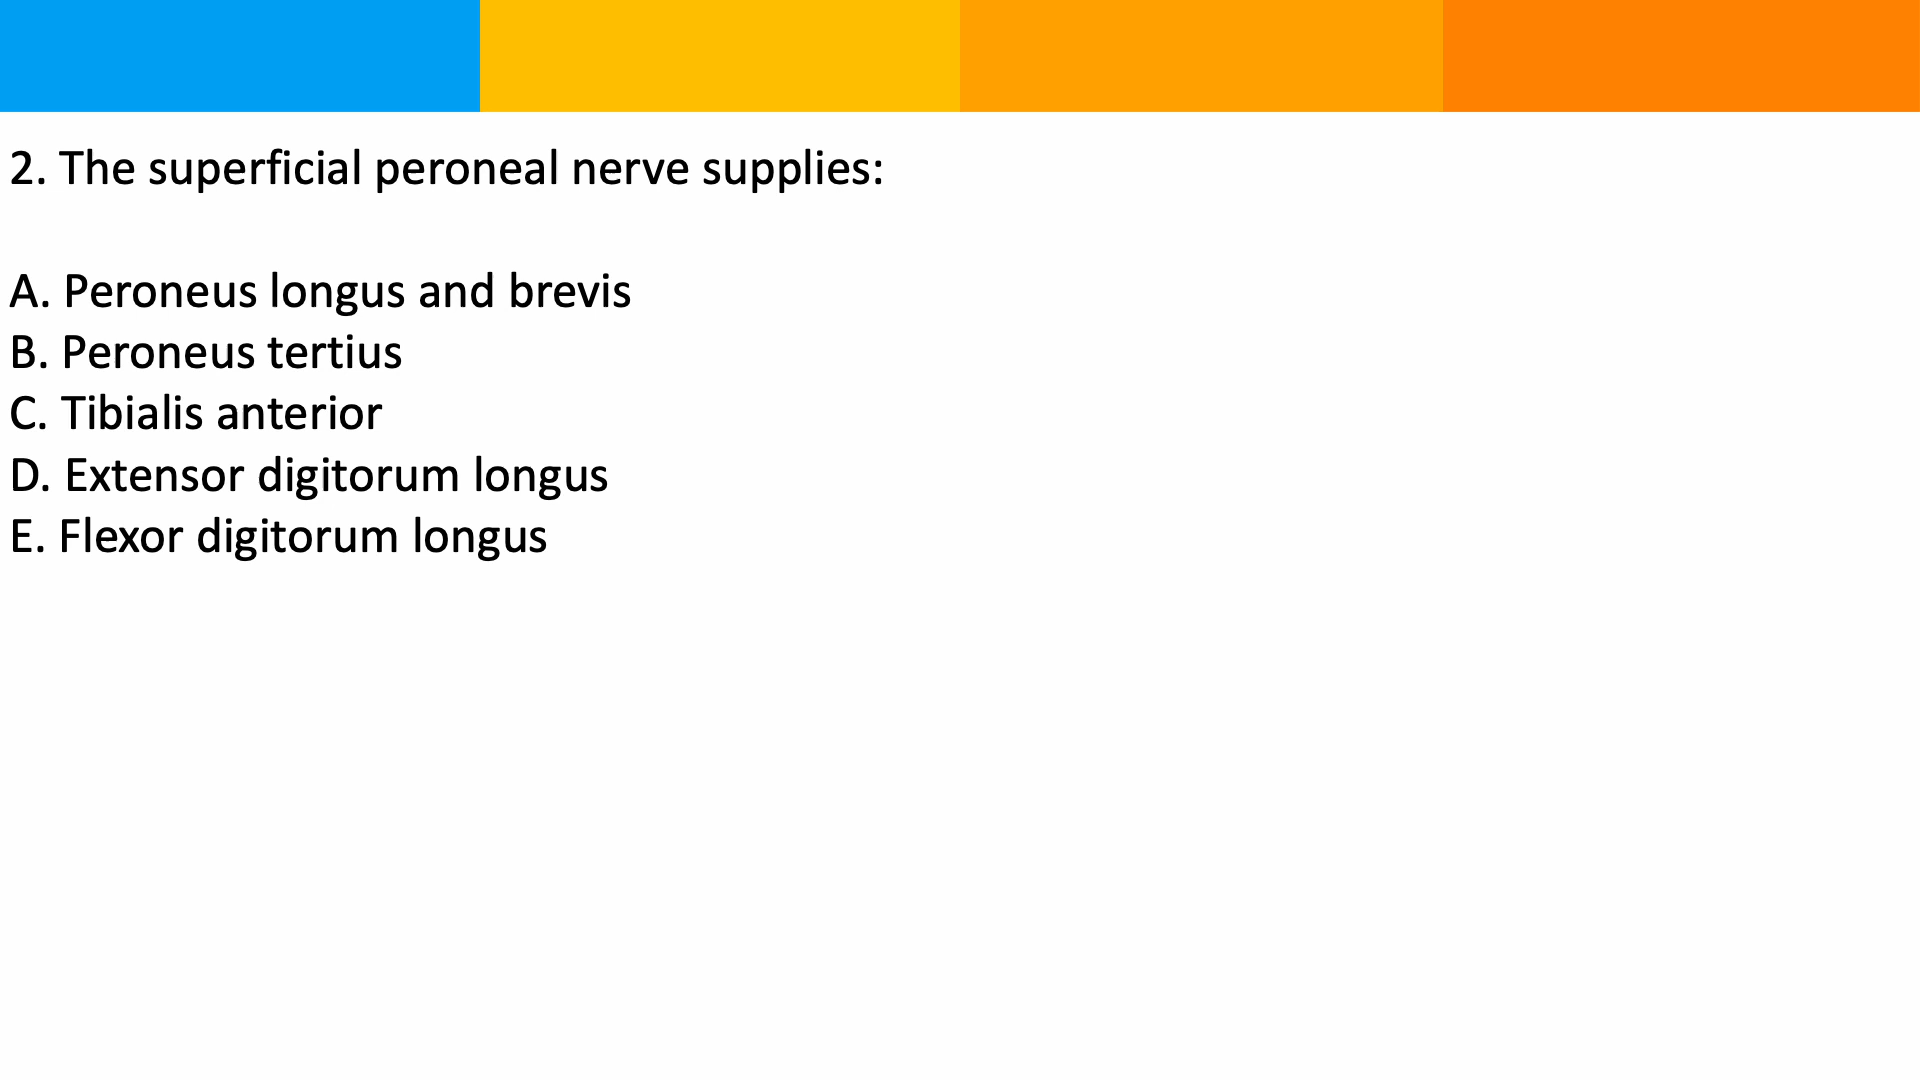 2. The superficial peroneal nerve supplies:
A. Peroneus longus and brevis
B. Peroneus tertius
C. Tibialis anterior
D. Extensor digitorum longus
E. Flexor digitorum longus